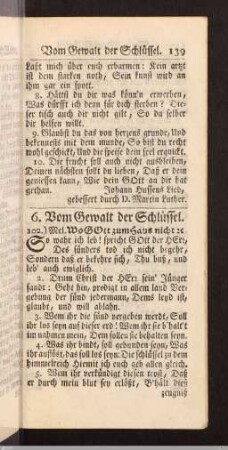 Vom Gewalt der Schlüssel. 139
Laßt mich über euch erbarmen: Kein artzt
ist dem starken noth, Sein kunst wird an
ihm gar ein spott.
8. Hättst du dir was könn'n erwerben,
Was dürfft ich denn für dich sterben? Die-
ser tisch auch dir nicht gilt, So du selber
dir helfen wilt.
9. Glaubst du das von herzens grunde, Und
bekennest mit dem munde, So bist du recht
wohl geschickt, Und die speise dein seel erquickt.
10. Die frucht soll auch nicht ausbleiben,
Deinen nächsten solt du lieben, Daß er dein
geniessen kann, Wie dein GOtt an dir hat
gethan. Johann Hussens Lied,
gebessert durch D. Martin Luther.
6. Vom Gewalt der Schlüssel.
102.) Mel. Wo GOtt zum Haus nicht ꝛc.
So wahr ich leb! spricht GOtt der HErr,
Des sünders tod ich nicht begehr,
Sondern daß er bekehre sich, Thu buß, und
leb' auch ewiglich.
2. Drum Christ der HErr sein' Jünger
sandt: Geht hin, predigt in allem land Ver-
gebung der sünd jedermann, Dems leyd ist,
glaubt, und will ablahn.
3. Wem ihr die sünd vergeben werdt, Soll
ihr los seyn auf dieser erd: Wem ihr sie b'halt't
im nahmen mein, Dem sollen sie behalten seyn.
4. Was ihr bindt, soll gebunden seyn; Was
ihr auflöst, das soll los seyn: Die schlüssel zu dem
himmelreich Hiemit ich euch geb allen gleich.
5. Wem ihr verkündigt diesen trost, Daß
er durch mein blut sey erlößt, B'hält dieß
zeugniß